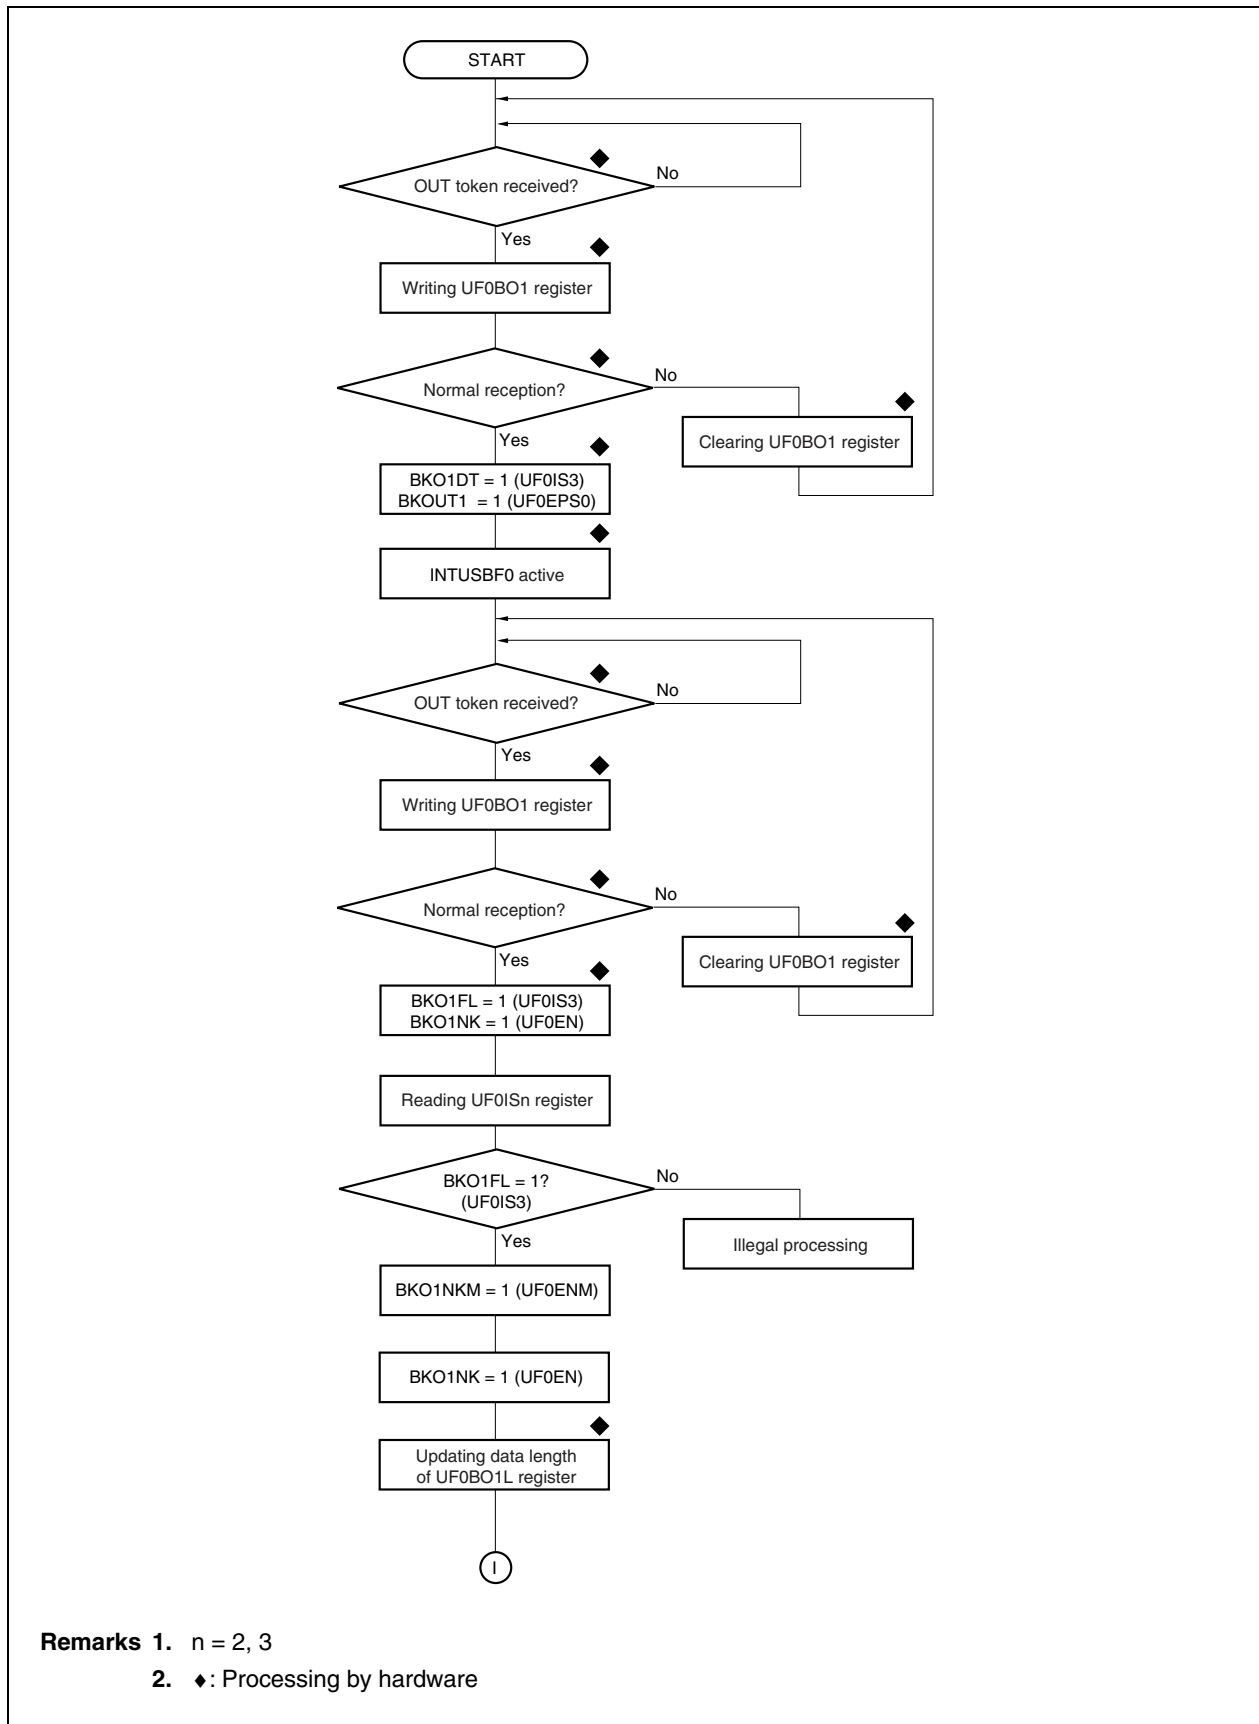 START
OUT token received?
No
Yes
Writing UF0BO1 register
Normal reception?
No
Yes
Clearing UF0BO1 register
BKO1DT = 1 (UF0IS3)
BKOUT1 = 1 (UF0EPS0)
INTUSBF0 active
OUT token received?
No
Yes
Writing UF0BO1 register
Normal reception?
No
Yes
Clearing UF0BO1 register
BKO1FL = 1 (UF0IS3)
BKO1NK = 1 (UF0EN)
Reading UF0ISn register
BKO1FL = 1?
(UF0IS3)
No
Yes
Illegal processing
BKO1NKM = 1 (UF0ENM)
BKO1NK = 1 (UF0EN)
Updating data length
of UF0BO1L register
I
Remarks 1. n = 2, 3
2. ♦: Processing by hardware